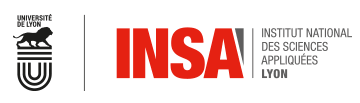 UNIVERSITÉ
DE LYON
INSA
INSTITUT NATIONAL
DES SCIENCES
APPLIQUÉES
LYON